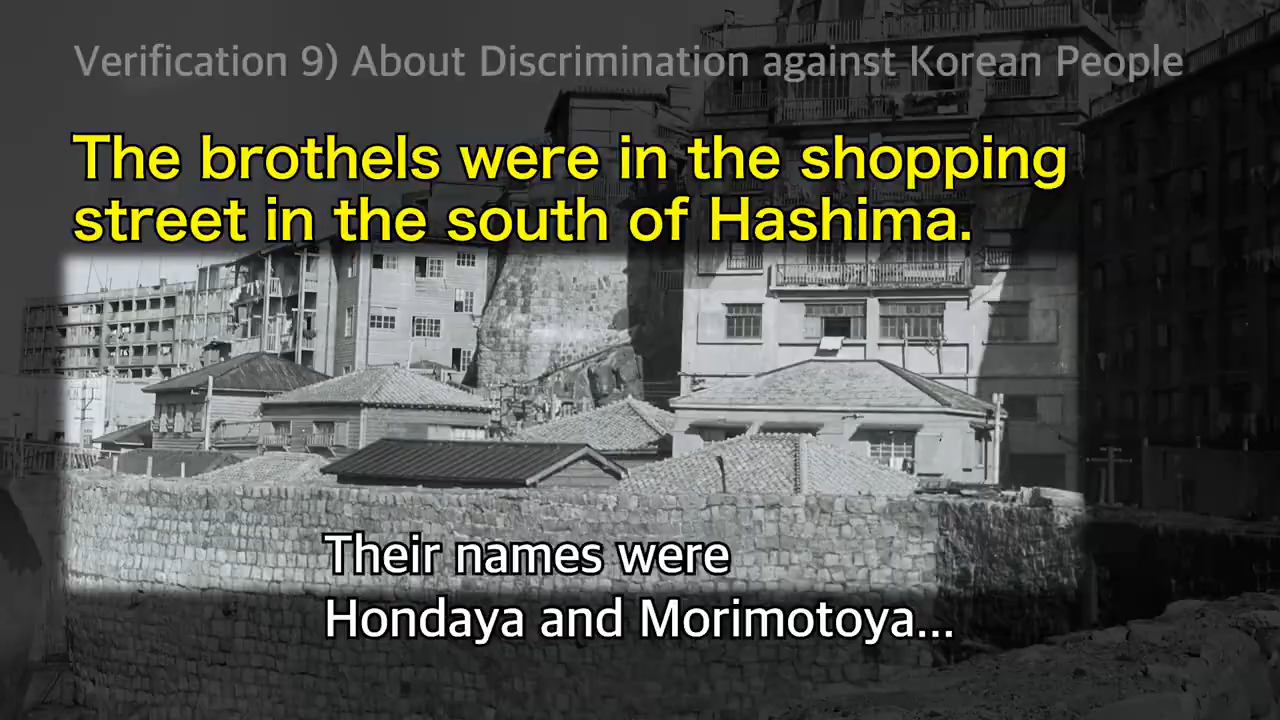 Verification 9) About Discrimination against Korean People
The brothels were in the shopping
street in the south of Hashima.
Their names were
Hondaya and Morimotoya...